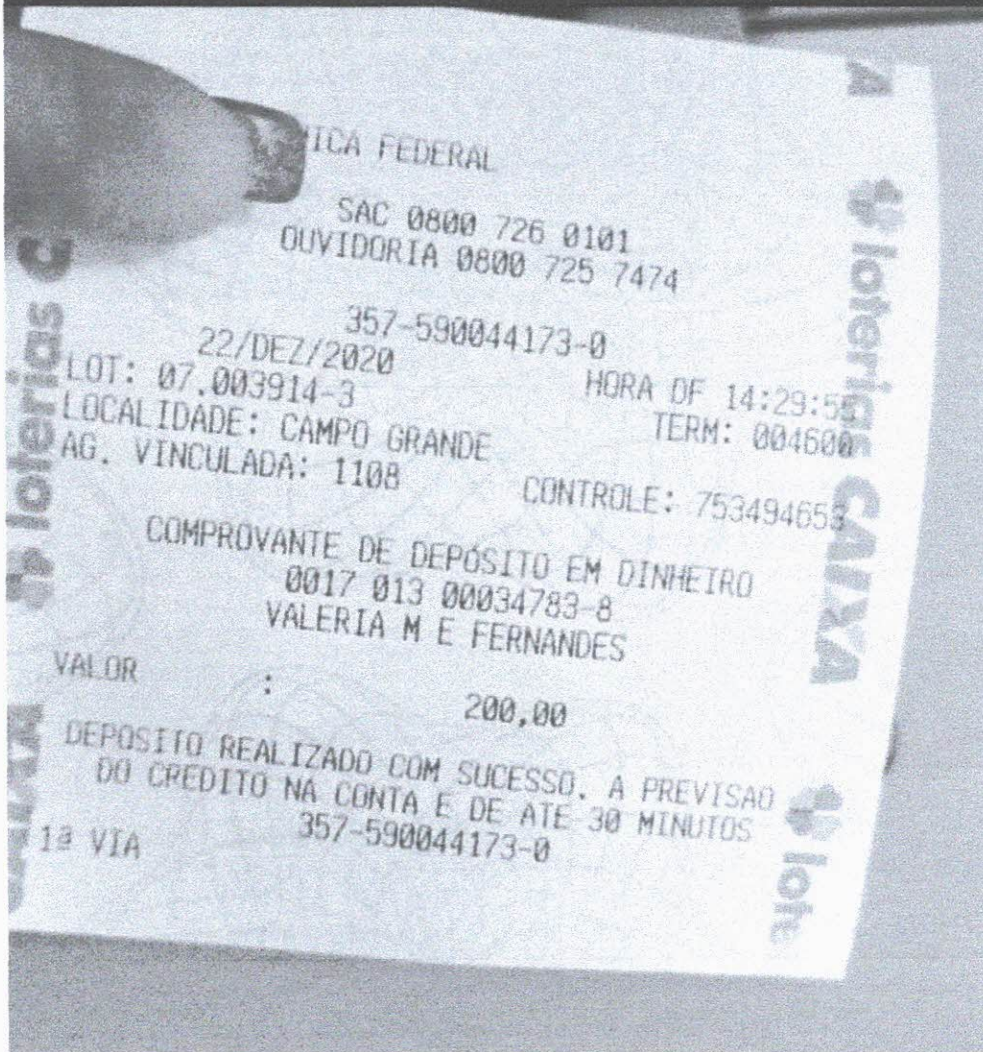 FEDERAL
SAC 0800 726 0101
OUVIDORIA 0800 725 7474
357-590044173-0
22/DEZ/2020 HORA DF 14:29:55
LOT: 07.003914-3 TERM: 004600
LOCALIDADE: CAMPO GRANDE
AG. VINCULADA: 1108 CONTROLE: 753494653
COMPROVANTE DE DEPÓSITO EM DINHEIRO
0017 013 00034783-8
VALERIA M E FERNANDES
VALOR : 200,00
DEPOSITO REALIZADO COM SUCESSO. A PREVISAO
DO CREDITO NA CONTA E DE ATE 30 MINUTOS
357-590044173-0
1ª VIA
loterias CAIXA
loterias